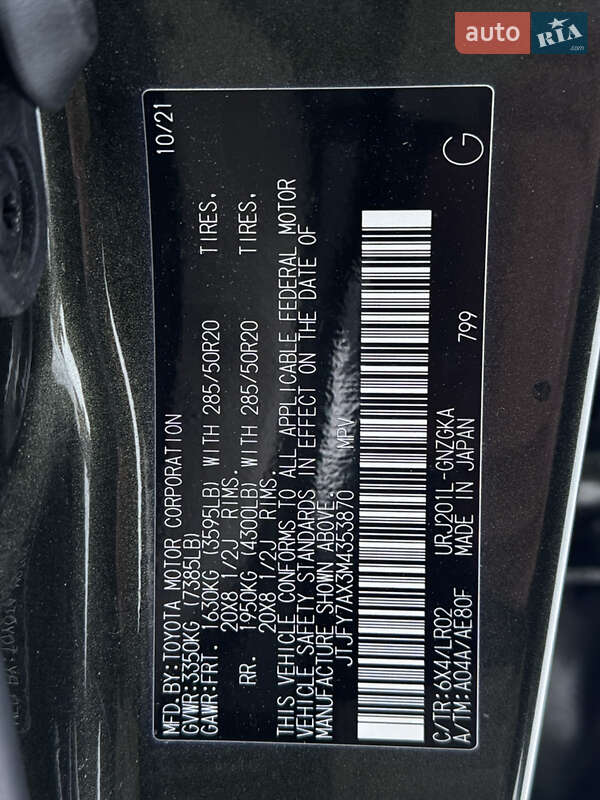 auto RIA.com
MFD.BY:TOYOTA MOTOR CORPORATION 10/21
GVWR:3350KG (7385LB)
GAWR:FRT. 1630KG (3595LB) WITH 285/50R20 TIRES,
20X8 1/2J RIMS.
RR. 1950KG (4300LB) WITH 285/50R20 TIRES,
20X8 1/2J RIMS.
THIS VEHICLE CONFORMS TO ALL APPLICABLE FEDERAL MOTOR
VEHICLE SAFETY STANDARDS IN EFFECT ON THE DATE OF
MANUFACTURE SHOWN ABOVE.
JTJFY7AX3M4353870 MPV
C/TR:6X4/LR02 URJ201L-GNZGKA 799
A/TM:A04A/AE80F MADE IN JAPAN
G